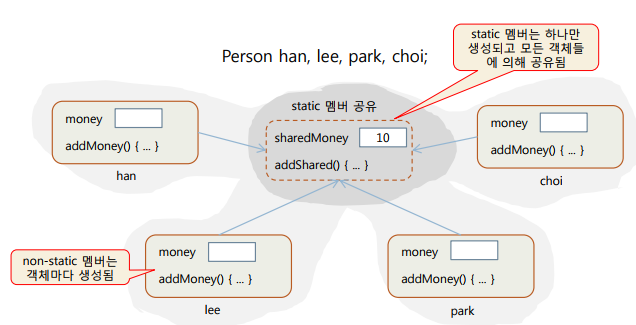 static 멤버는 하나만
생성되고 모든 객체들
에 의해 공유됨
Person han, lee, park, choi;
static 멤버 공유
money
addMoney() { ... }
han
sharedMoney 10
addShared() { ... }
money
addMoney() { ... }
choi
non-static 멤버는
객체마다 생성됨
money
addMoney() { ... }
lee
money
addMoney() { ... }
park